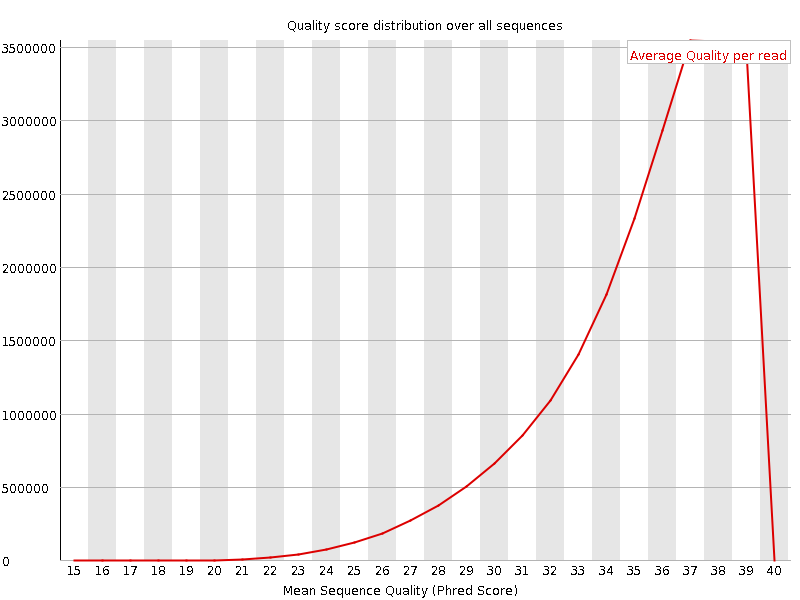 Quality score distribution over all sequences
Average Quality per read
3500000
3000000
2500000
2000000
1500000
1000000
500000
0
15 16 17 18 19 20 21 22 23 24 25 26 27 28 29 30 31 32 33 34 35 36 37 38 39 40
Mean Sequence Quality (Phred Score)